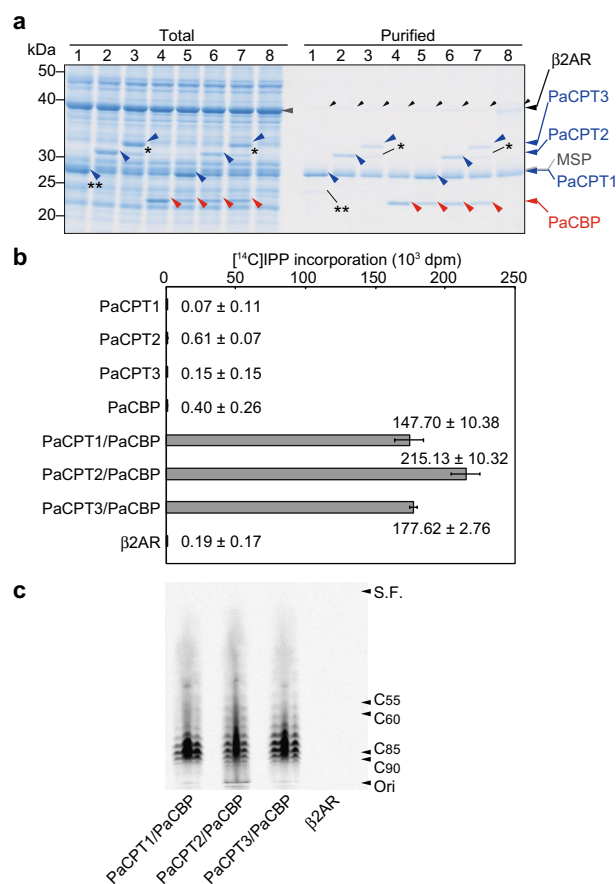 a
Total
Purified
kDa
1 2 3 4 5 6 7 8
1 2 3 4 5 6 7 8
50
40
30
25
20
*
**
*
*
*
**
β2AR
PaCPT3
PaCPT2
MSP
PaCPT1
PaCBP
b
[¹⁴C]IPP incorporation (10³ dpm)
0 50 100 150 200 250
PaCPT1 0.07 ± 0.11
PaCPT2 0.61 ± 0.07
PaCPT3 0.15 ± 0.15
PaCBP 0.40 ± 0.26
PaCPT1/PaCBP 147.70 ± 10.38
PaCPT2/PaCBP 215.13 ± 10.32
PaCPT3/PaCBP 177.62 ± 2.76
β2AR 0.19 ± 0.17
c
S.F.
C55
C60
C85
C90
Ori
PaCPT1/PaCBP
PaCPT2/PaCBP
PaCPT3/PaCBP
β2AR